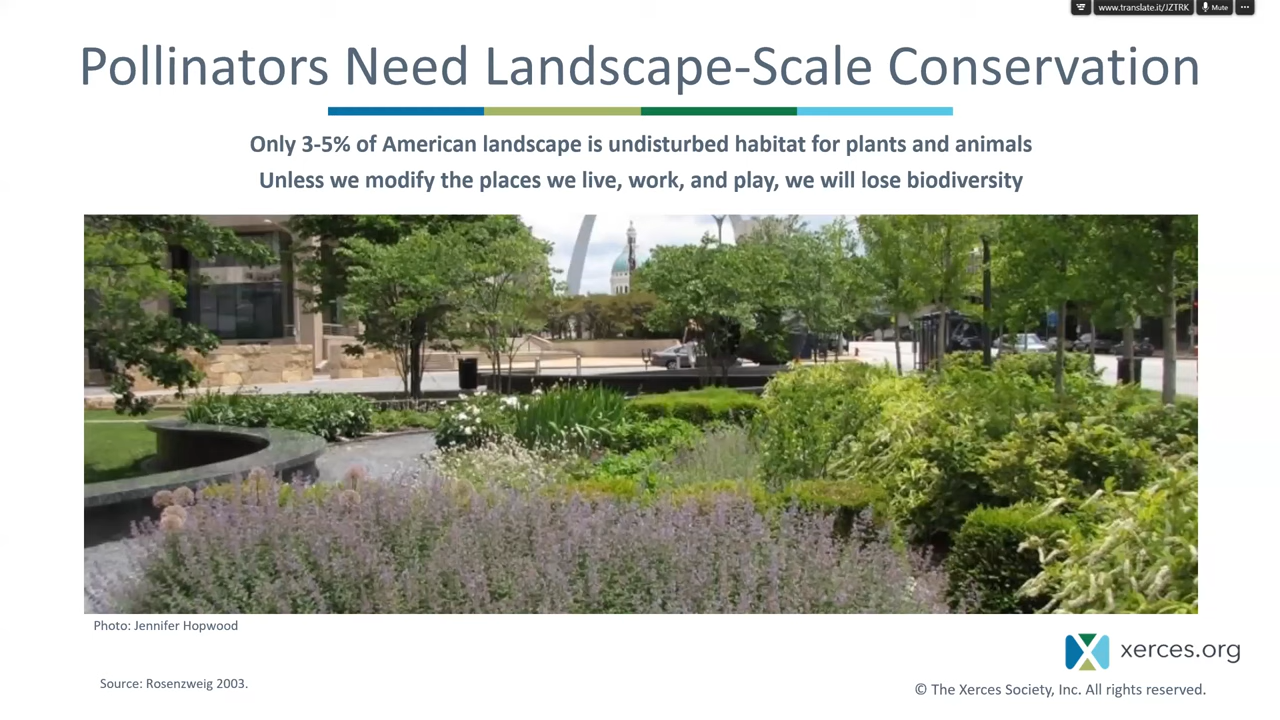 www.translate.it/JZTRK
Mute
Pollinators Need Landscape-Scale Conservation
Only 3-5% of American landscape is undisturbed habitat for plants and animals
Unless we modify the places we live, work, and play, we will lose biodiversity
Photo: Jennifer Hopwood
xerces.org
Source: Rosenzweig 2003.
© The Xerces Society, Inc. All rights reserved.